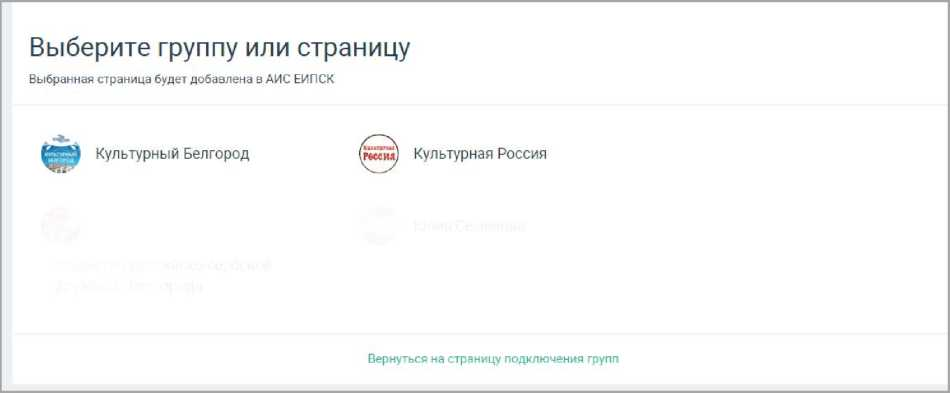 Выберите группу или страницу
Выбранная страница будет добавлена в АИС ЕИПСК
Культурный Белгород
Культурная Россия
Вернуться на страницу подключения групп